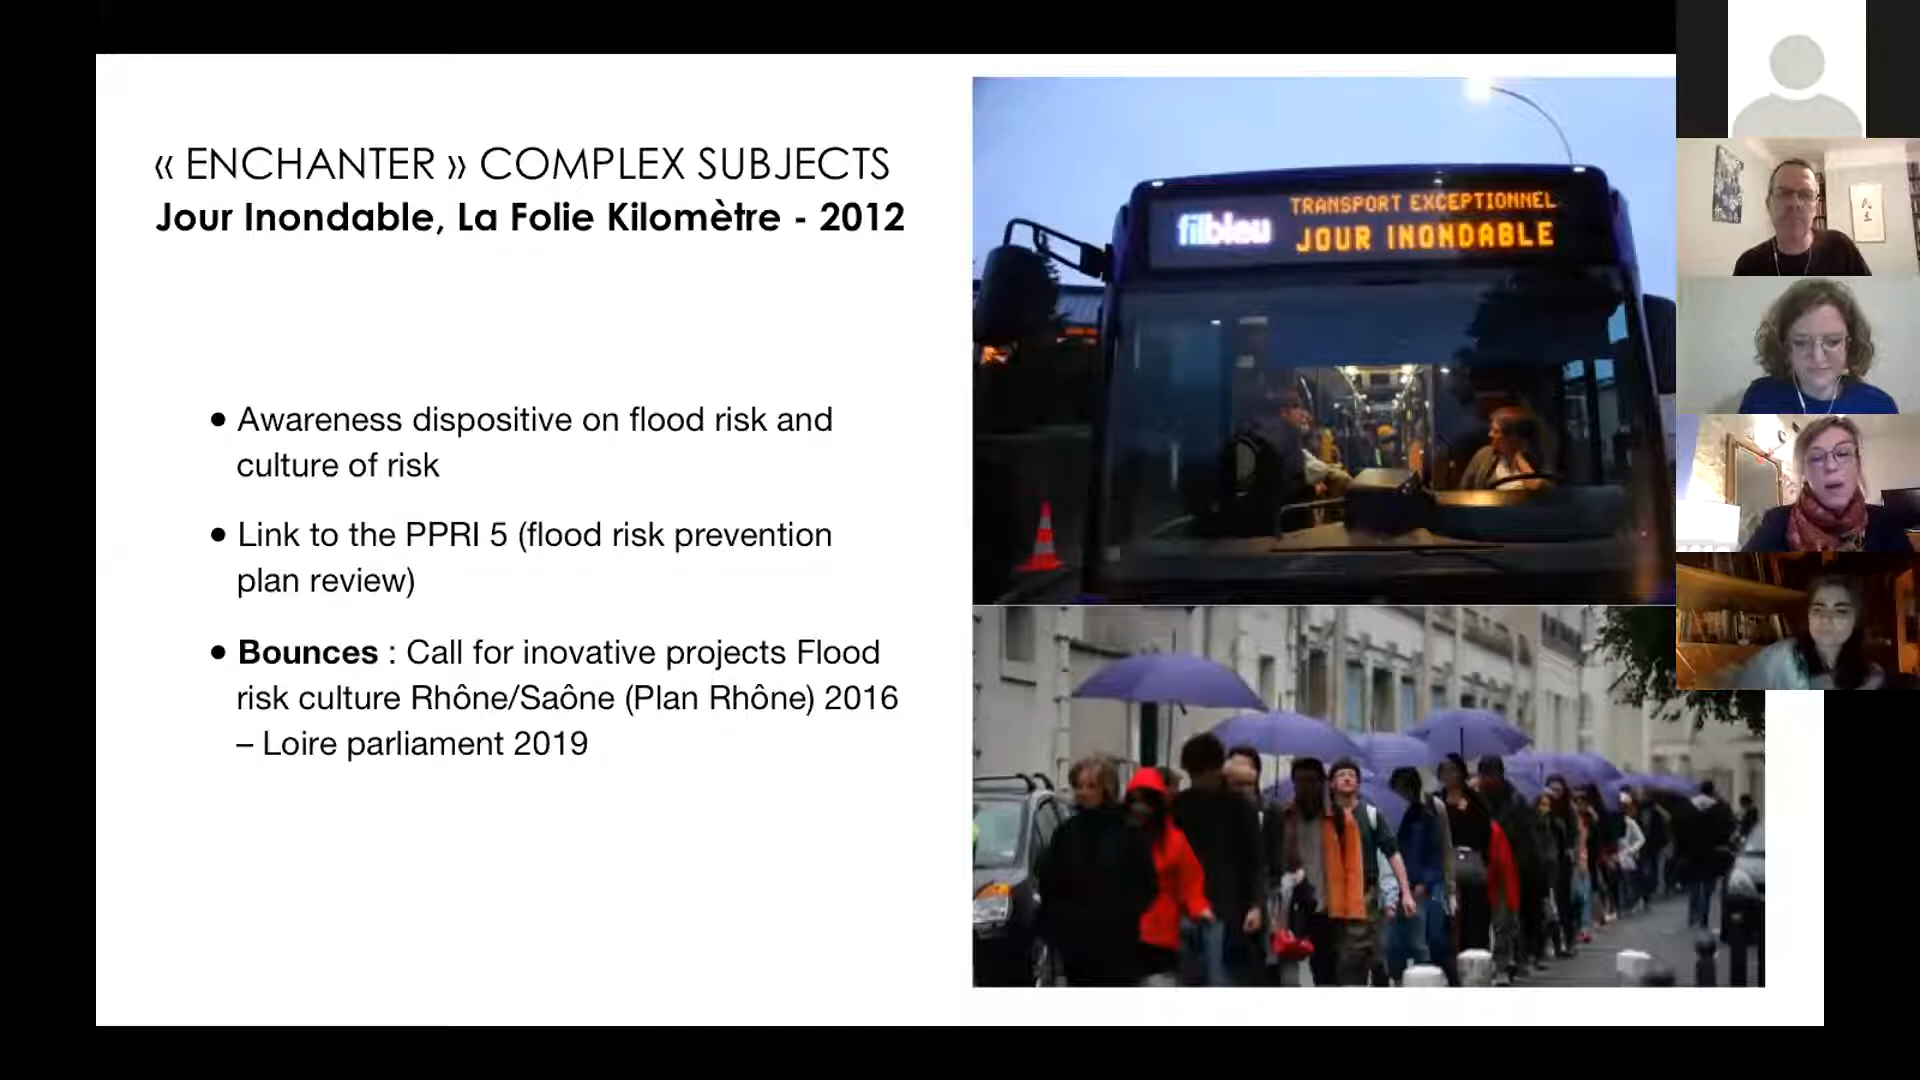 « ENCHANTER » COMPLEX SUBJECTS
Jour Inondable, La Folie Kilomètre - 2012
• Awareness dispositive on flood risk and
culture of risk
• Link to the PPRI 5 (flood risk prevention
plan review)
• Bounces : Call for inovative projects Flood
risk culture Rhône/Saône (Plan Rhône) 2016
– Loire parliament 2019
filbleu
TRANSPORT EXCEPTIONNEL
JOUR INONDABLE